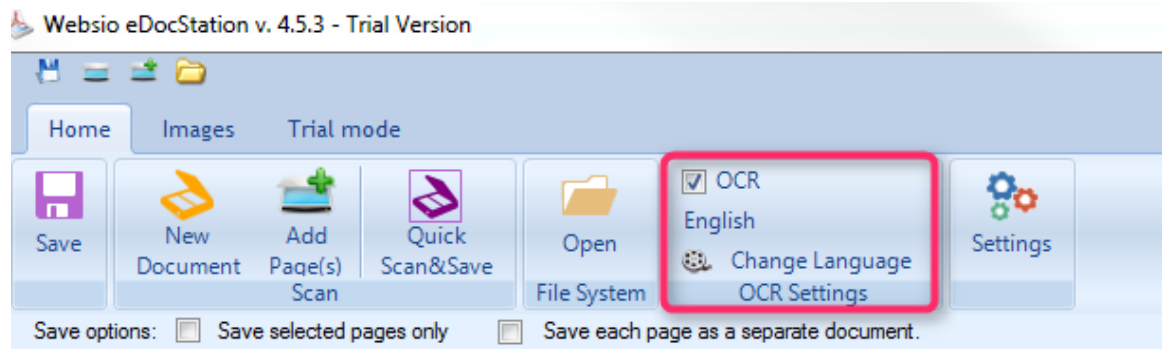 Websio eDocStation v. 4.5.3 - Trial Version
Home Images Trial mode
Save
New Document
Add Page(s)
Quick Scan&Save
Scan
Open
File System
OCR
English
Change Language
OCR Settings
Settings
Save options: Save selected pages only Save each page as a separate document.